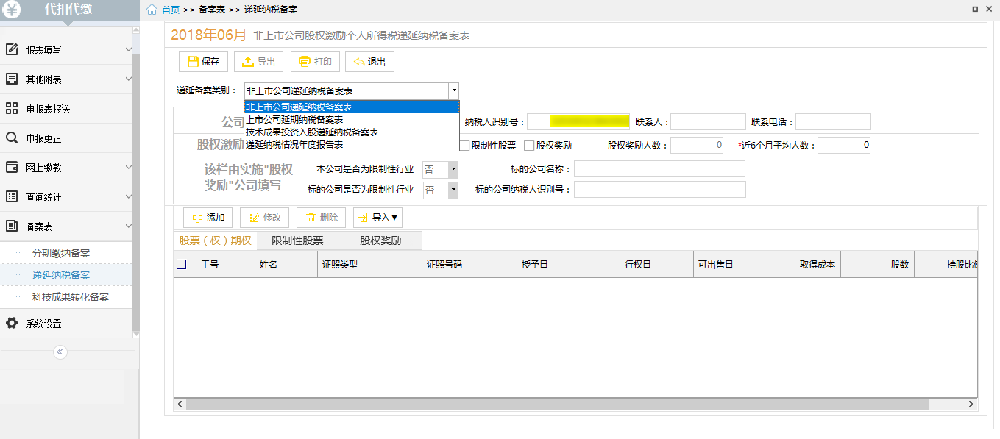 代扣代缴
首页 >> 备案表 >> 递延纳税备案
2018年06月 非上市公司股权激励个人所得税递延纳税备案表
报表填写
其他附表
申报表报送
申报更正
网上缴款
查询统计
备案表
分期缴纳备案
递延纳税备案
科技成果转化备案
系统设置
保存 导出 打印 退出
递延备案类别： 非上市公司递延纳税备案表
非上市公司递延纳税备案表
上市公司延期纳税备案表
技术成果投资入股递延纳税备案表
递延纳税情况年度报告表
公司 纳税人识别号： 联系人： 联系电话：
股权激励 限制性股票 股权奖励 股权奖励人数： 0 *近6个月平均人数： 0
该栏由实施"股权
奖励"公司填写
本公司是否为限制性行业 否 标的公司名称：
标的公司是否为限制性行业 否 标的公司纳税人识别号：
添加 修改 删除 导入▼
股票（权）期权 限制性股票 股权奖励
工号 姓名 证照类型 证照号码 授予日 行权日 可出售日 取得成本 股数 持股比